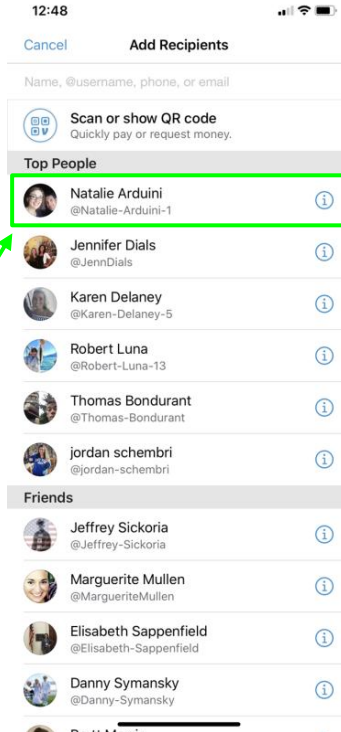 12:48
Cancel Add Recipients
Name, @username, phone, or email
Scan or show QR code
Quickly pay or request money.
Top People
Natalie Arduini
@Natalie-Arduini-1
Jennifer Dials
@JennDials
Karen Delaney
@Karen-Delaney-5
Robert Luna
@Robert-Luna-13
Thomas Bondurant
@Thomas-Bondurant
jordan schembri
@jordan-schembri
Friends
Jeffrey Sickoria
@Jeffrey-Sickoria
Marguerite Mullen
@MargueriteMullen
Elisabeth Sappenfield
@Elisabeth-Sappenfield
Danny Symansky
@Danny-Symansky